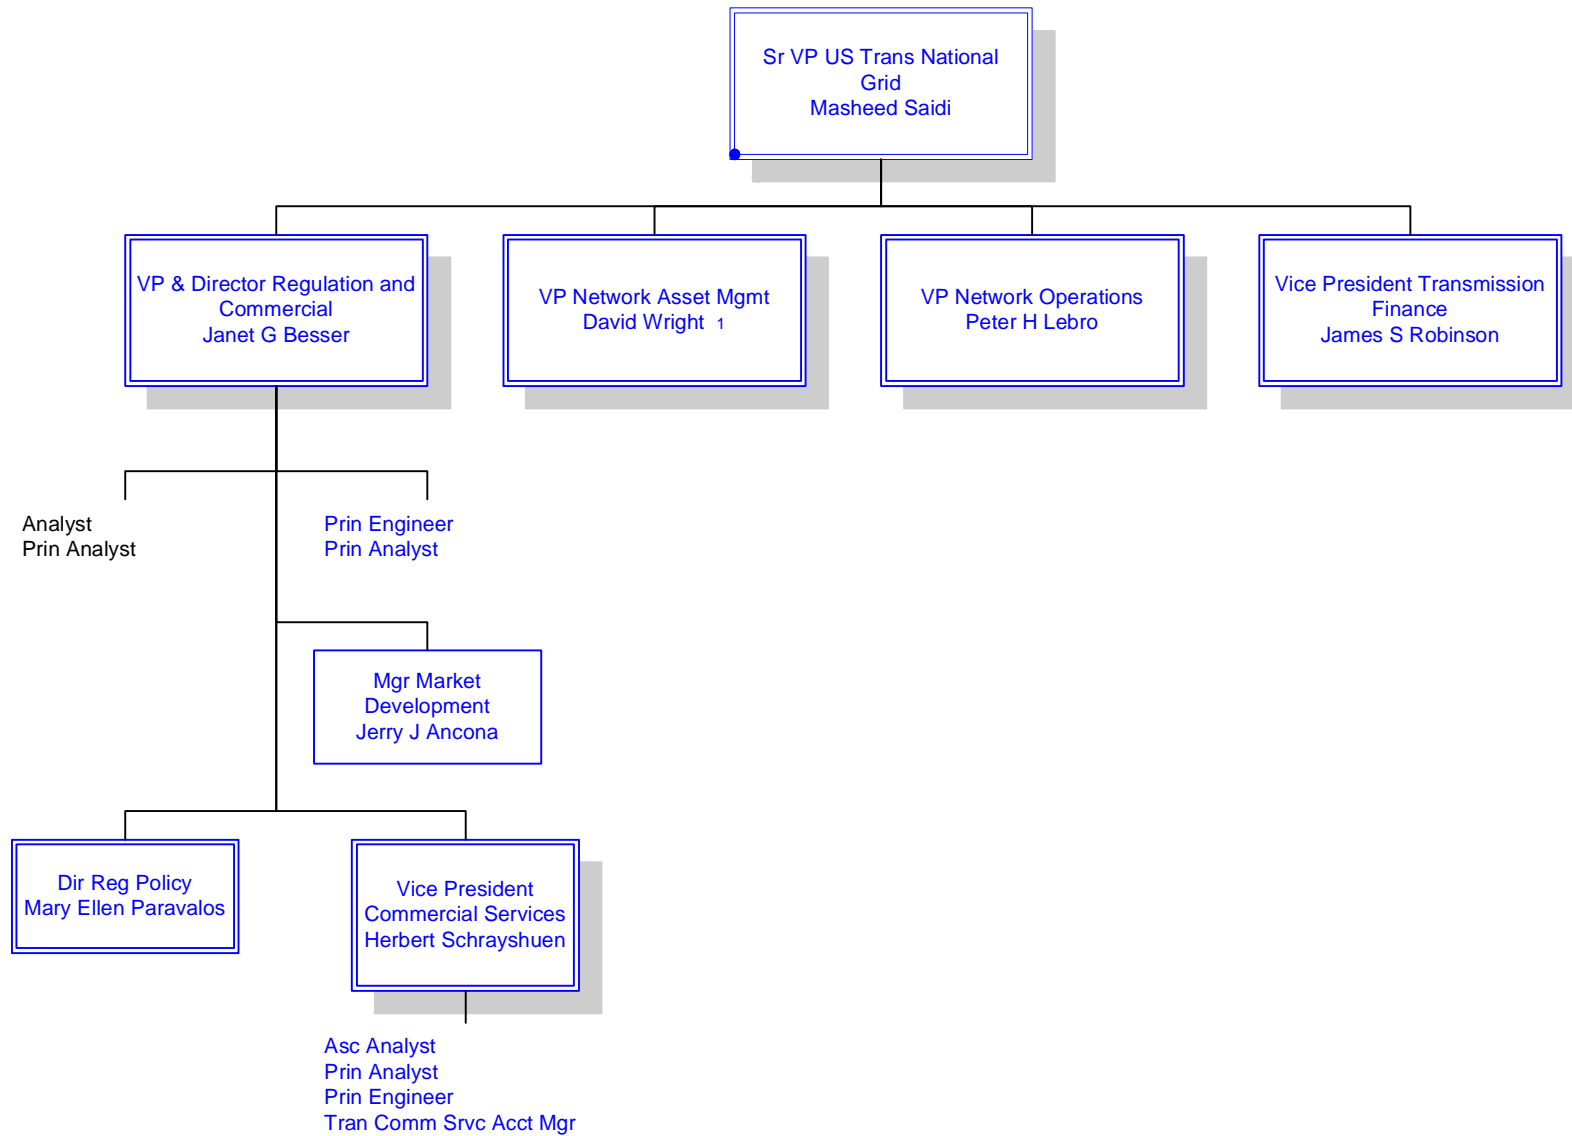 Sr VP US Trans National
Grid
Masheed Saidi
VP & Director Regulation and
Commercial
Janet G Besser
VP Network Asset Mgmt
David Wright 1
VP Network Operations
Peter H Lebro
Vice President Transmission
Finance
James S Robinson
Analyst
Prin Analyst
Prin Engineer
Prin Analyst
Mgr Market
Development
Jerry J Ancona
Dir Reg Policy
Mary Ellen Paravalos
Vice President
Commercial Services
Herbert Schrayshuen
Asc Analyst
Prin Analyst
Prin Engineer
Tran Comm Srvc Acct Mgr